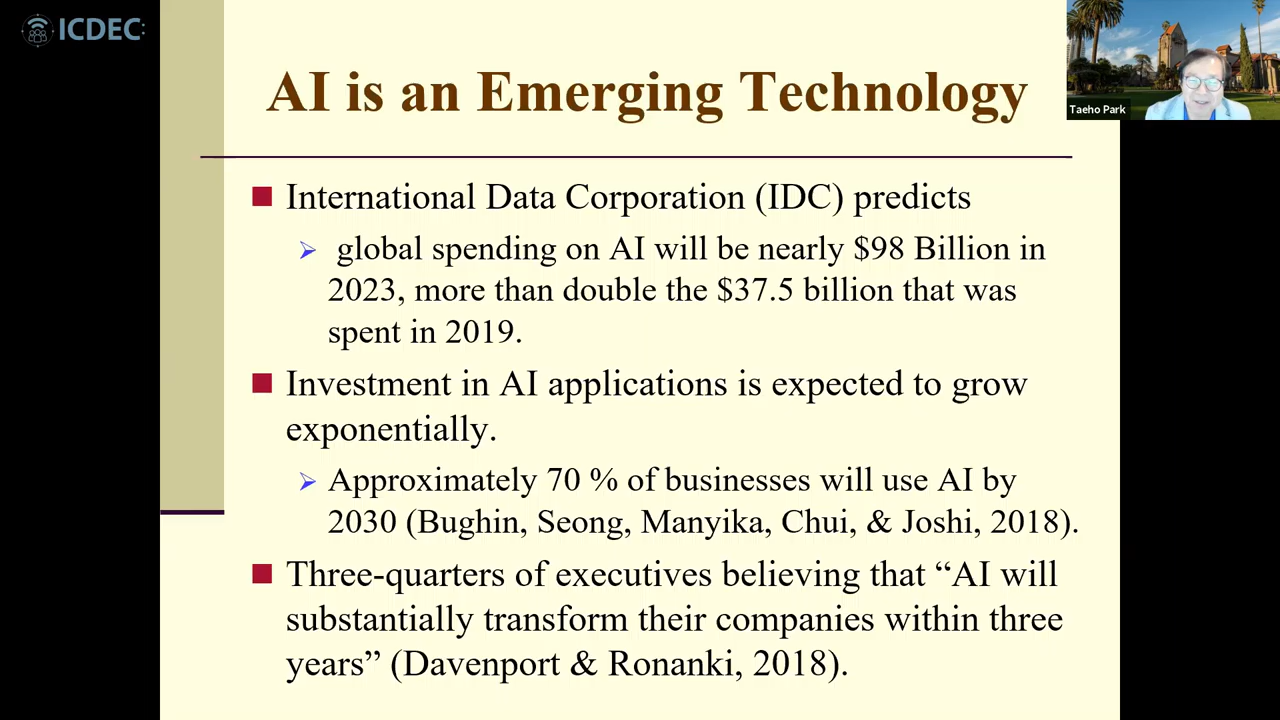 ICDEC:
AI is an Emerging Technology
Taeho Park
International Data Corporation (IDC) predicts
global spending on AI will be nearly $98 Billion in
2023, more than double the $37.5 billion that was
spent in 2019.
Investment in AI applications is expected to grow
exponentially.
Approximately 70 % of businesses will use AI by
2030 (Bughin, Seong, Manyika, Chui, & Joshi, 2018).
Three-quarters of executives believing that “AI will
substantially transform their companies within three
years” (Davenport & Ronanki, 2018).